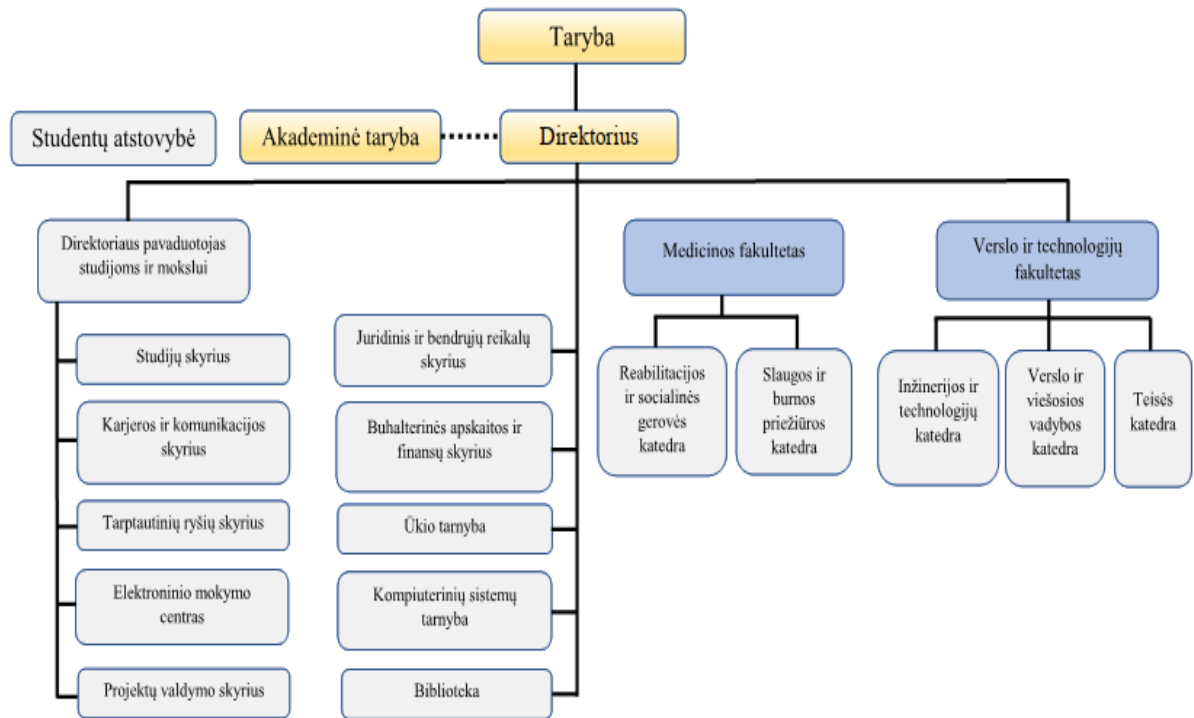 Taryba
Studentų atstovybė
Akademinė taryba
Direktorius
Direktoriaus pavaduotojas
studijoms ir mokslui
Medicinos fakultetas
Verslo ir technologijų
fakultetas
Studijų skyrius
Karjeros ir komunikacijos
skyrius
Tarptautinių ryšių skyrius
Elektroninio mokymo
centras
Projektų valdymo skyrius
Juridinis ir bendrųjų reikalų
skyrius
Buhalterinės apskaitos ir
finansų skyrius
Ūkio tarnyba
Kompiuterinių sistemų
tarnyba
Biblioteka
Reabilitacijos
ir socialinės
gerovės
katedra
Slaugos ir
burnos
priežiūros
katedra
Inžinerijos ir
technologijų
katedra
Verslo ir
viešosios
vadybos
katedra
Teisės
katedra